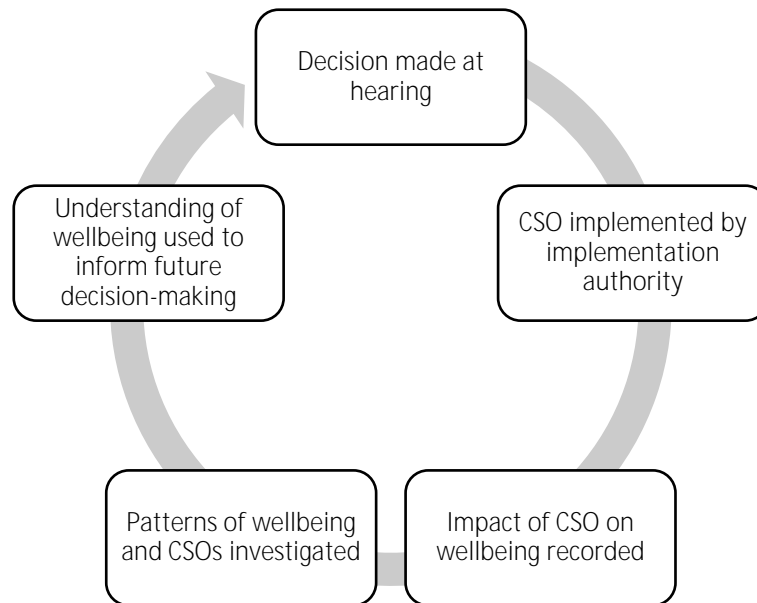 Decision made at
hearing
CSO implemented by
implementation
authority
Impact of CSO on
wellbeing recorded
Patterns of wellbeing
and CSOs investigated
Understanding of
wellbeing used to
inform future
decision-making